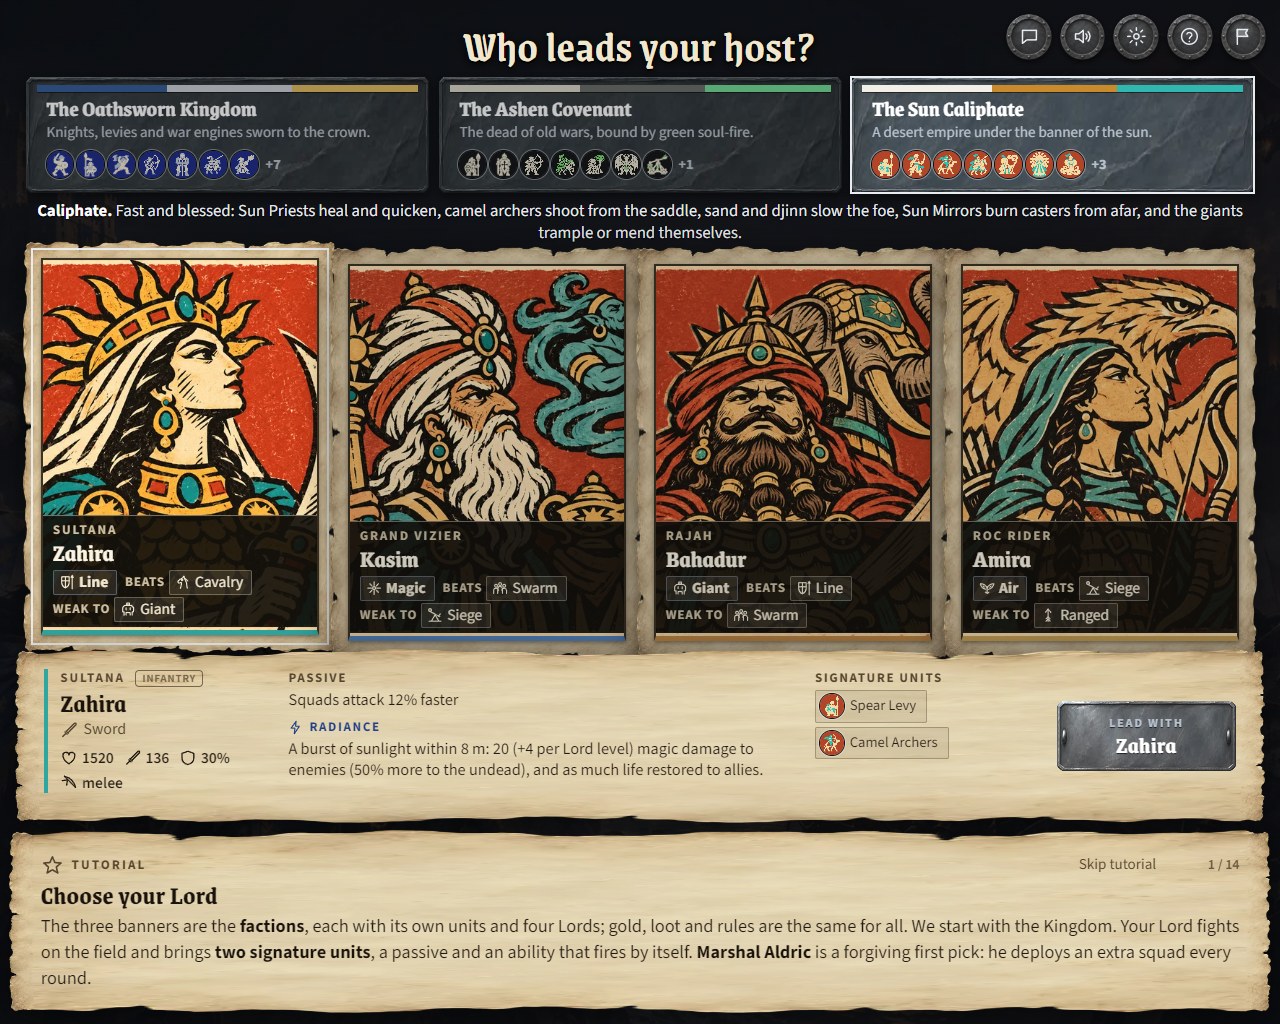 Who leads your host?
The Oathsworn Kingdom
Knights, levies and war engines sworn to the crown.
+7
The Ashen Covenant
The dead of old wars, bound by green soul-fire.
+1
The Sun Caliphate
A desert empire under the banner of the sun.
+3
Caliphate. Fast and blessed: Sun Priests heal and quicken, camel archers shoot from the saddle, sand and djinn slow the foe, Sun Mirrors burn casters from afar, and the giants
trample or mend themselves.
SULTANA
Zahira
Line BEATS Cavalry
WEAK TO Giant
GRAND VIZIER
Kasim
Magic BEATS Swarm
WEAK TO Siege
RAJAH
Bahadur
Giant BEATS Line
WEAK TO Swarm
ROC RIDER
Amira
Air BEATS Siege
WEAK TO Ranged
SULTANA INFANTRY
Zahira
Sword
1520 136 30%
melee
PASSIVE
Squads attack 12% faster
RADIANCE
A burst of sunlight within 8 m: 20 (+4 per Lord level) magic damage to
enemies (50% more to the undead), and as much life restored to allies.
SIGNATURE UNITS
Spear Levy
Camel Archers
LEAD WITH
Zahira
TUTORIAL
Skip tutorial 1 / 14
Choose your Lord
The three banners are the factions, each with its own units and four Lords; gold, loot and rules are the same for all. We start with the Kingdom. Your Lord fights
on the field and brings two signature units, a passive and an ability that fires by itself. Marshal Aldric is a forgiving first pick: he deploys an extra squad every
round.